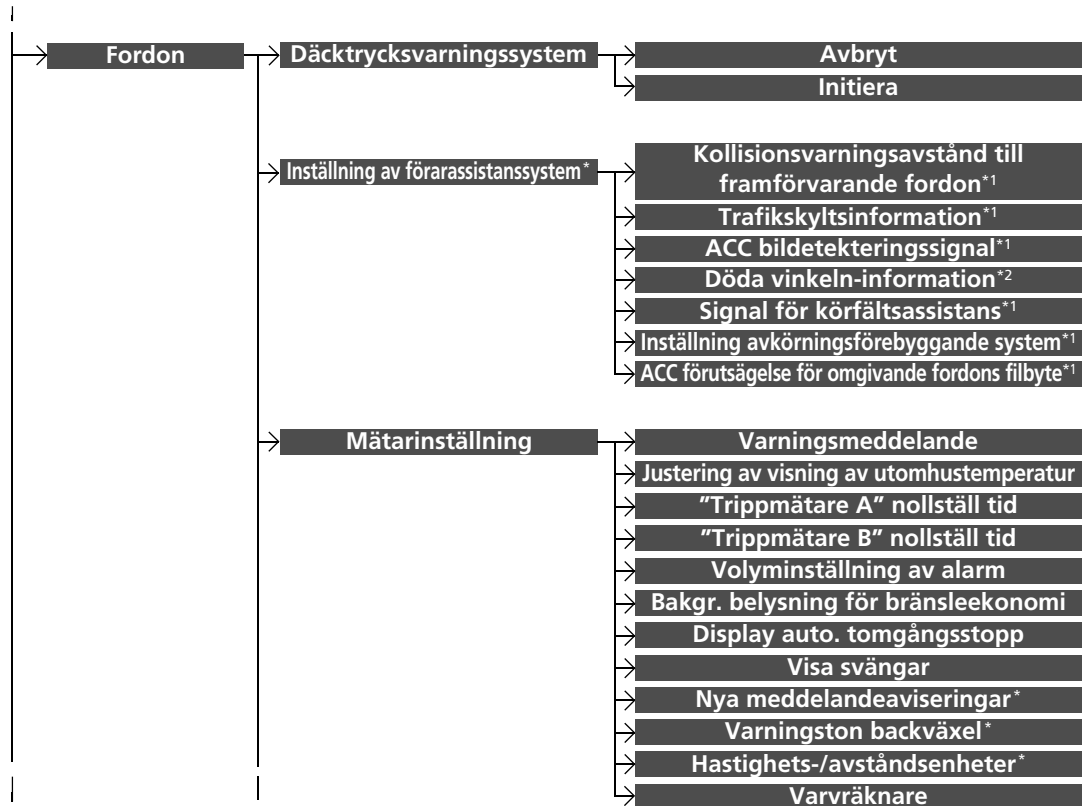 Fordon
Däcktrycksvarningssystem
Avbryt
Initiera
Inställning av förarassistanssystem*
Kollisionsvarningsavstånd till
framförvarande fordon*1
Trafikskyltsinformation*1
ACC bildetekteringssignal*1
Döda vinkeln-information*2
Signal för körfältsassistans*1
Inställning avkörningsförebyggande system*1
ACC förutsägelse för omgivande fordons filbyte*1
Mätarinställning
Varningsmeddelande
Justering av visning av utomhustemperatur
"Trippmätare A" nollställ tid
"Trippmätare B" nollställ tid
Volyminställning av alarm
Bakgr. belysning för bränsleekonomi
Display auto. tomgångsstopp
Visa svängar
Nya meddelandeaviseringar*
Varningston backväxel*
Hastighets-/avståndsenheter*
Varvräknare